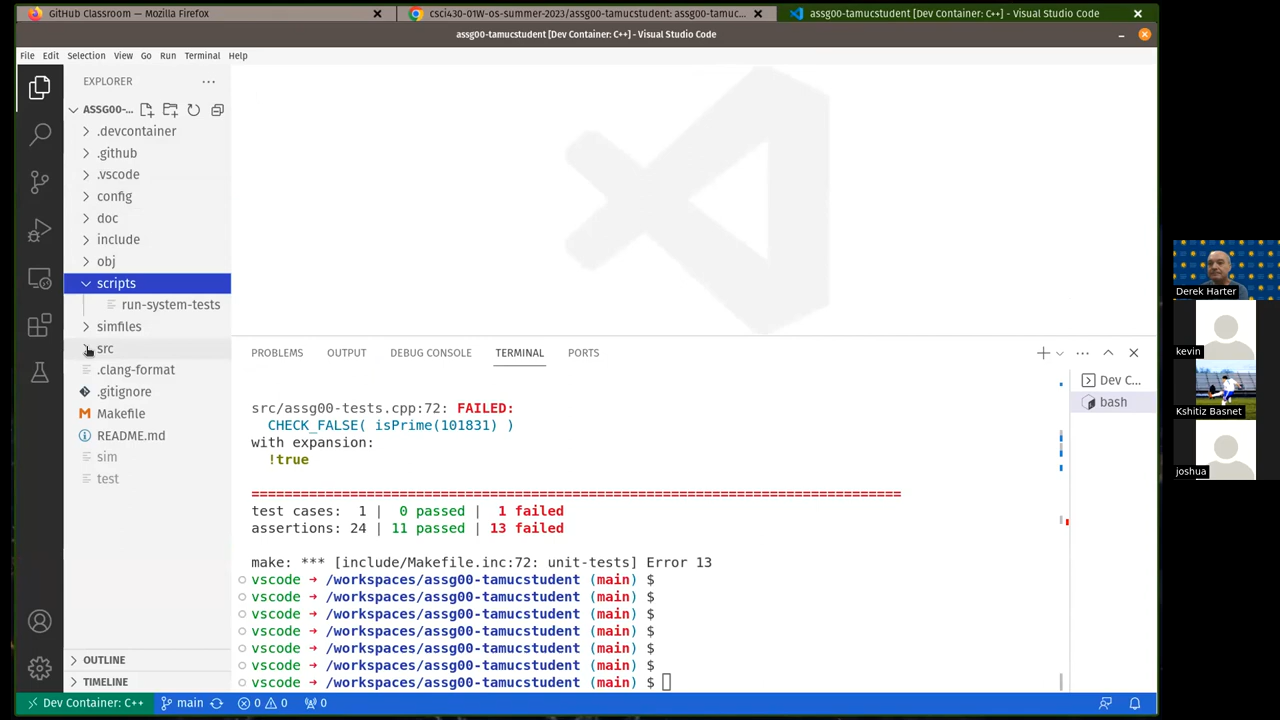 GitHub Classroom — Mozilla Firefox
csci430-01W-os-summer-2023/assg00-tamucstudent: assg00-tamuc...
assg00-tamucstudent [Dev Container: C++] - Visual Studio Code
assg00-tamucstudent [Dev Container: C++] - Visual Studio Code
File Edit Selection View Go Run Terminal Help
EXPLORER
ASSG00-...
.devcontainer
.github
.vscode
config
doc
include
obj
scripts
run-system-tests
simfiles
src
.clang-format
.gitignore
Makefile
README.md
sim
test
OUTLINE
TIMELINE
PROBLEMS OUTPUT DEBUG CONSOLE TERMINAL PORTS
Dev C...
bash
src/assg00-tests.cpp:72: FAILED:
CHECK_FALSE( isPrime(101831) )
with expansion:
!true
===============================================================================
test cases: 1 | 0 passed | 1 failed
assertions: 24 | 11 passed | 13 failed
make: *** [include/Makefile.inc:72: unit-tests] Error 13
vscode ➜ /workspaces/assg00-tamucstudent (main) $
vscode ➜ /workspaces/assg00-tamucstudent (main) $
vscode ➜ /workspaces/assg00-tamucstudent (main) $
vscode ➜ /workspaces/assg00-tamucstudent (main) $
vscode ➜ /workspaces/assg00-tamucstudent (main) $
vscode ➜ /workspaces/assg00-tamucstudent (main) $
vscode ➜ /workspaces/assg00-tamucstudent (main) $
Dev Container: C++ main 0 0 0
Derek Harter
kevin
Kshitiz Basnet
joshua